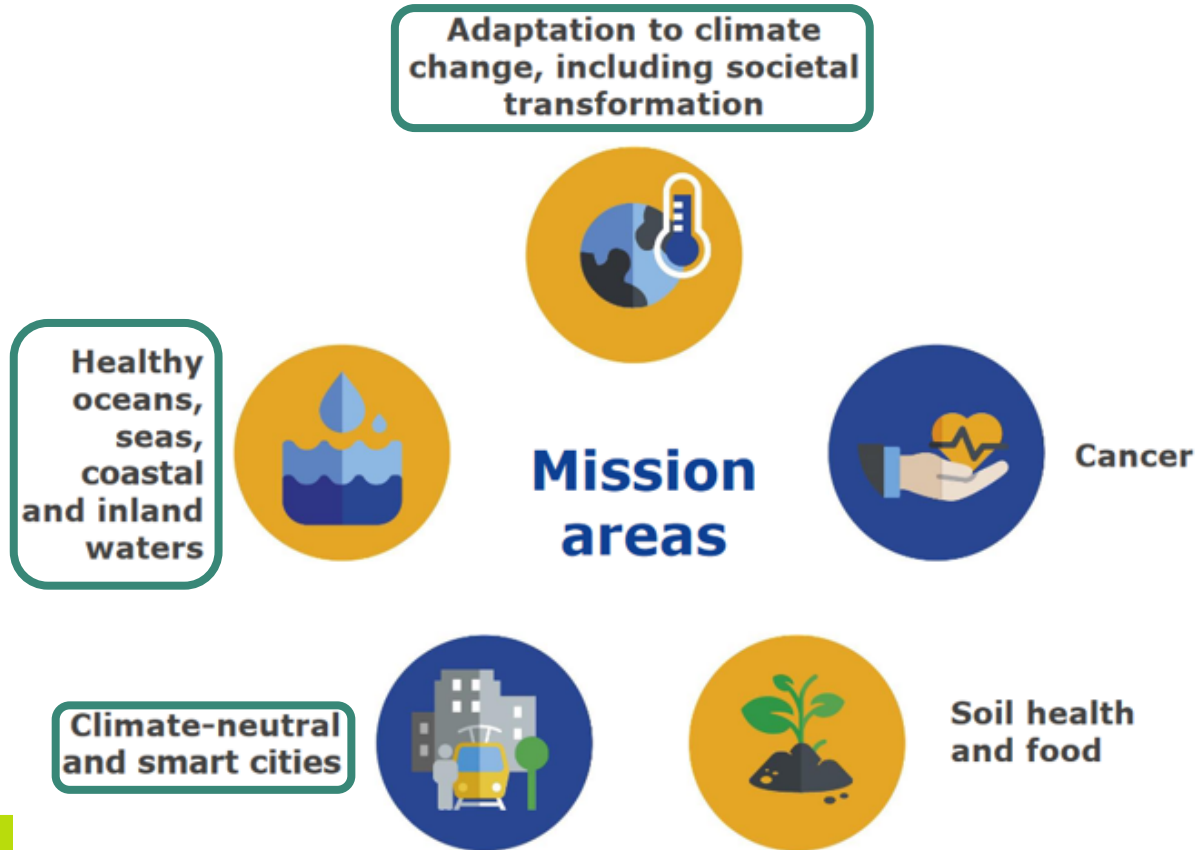 Adaptation to climate
change, including societal
transformation
Healthy
oceans,
seas,
coastal
and inland
waters
Mission
areas
Cancer
Climate-neutral
and smart cities
Soil health
and food